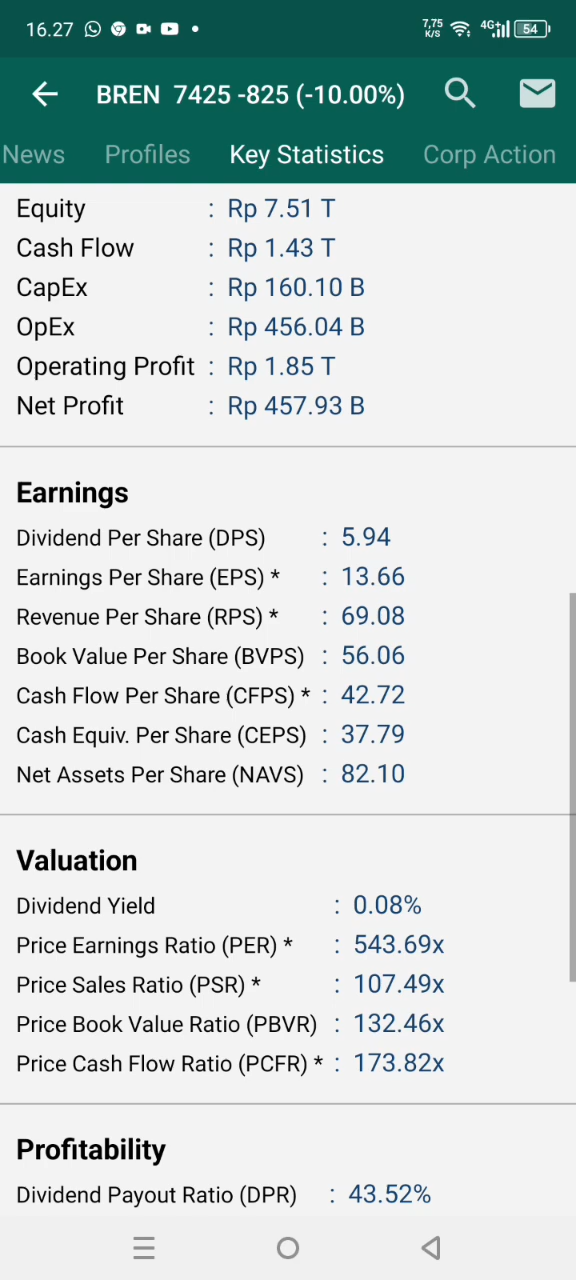 16.27 7,75 K/S 4G+ 54
BREN 7425 -825 (-10.00%)
News Profiles Key Statistics Corp Action
Equity : Rp 7.51 T
Cash Flow : Rp 1.43 T
CapEx : Rp 160.10 B
OpEx : Rp 456.04 B
Operating Profit : Rp 1.85 T
Net Profit : Rp 457.93 B
Earnings
Dividend Per Share (DPS) : 5.94
Earnings Per Share (EPS) * : 13.66
Revenue Per Share (RPS) * : 69.08
Book Value Per Share (BVPS) : 56.06
Cash Flow Per Share (CFPS) * : 42.72
Cash Equiv. Per Share (CEPS) : 37.79
Net Assets Per Share (NAVS) : 82.10
Valuation
Dividend Yield : 0.08%
Price Earnings Ratio (PER) * : 543.69x
Price Sales Ratio (PSR) * : 107.49x
Price Book Value Ratio (PBVR) : 132.46x
Price Cash Flow Ratio (PCFR) * : 173.82x
Profitability
Dividend Payout Ratio (DPR) : 43.52%